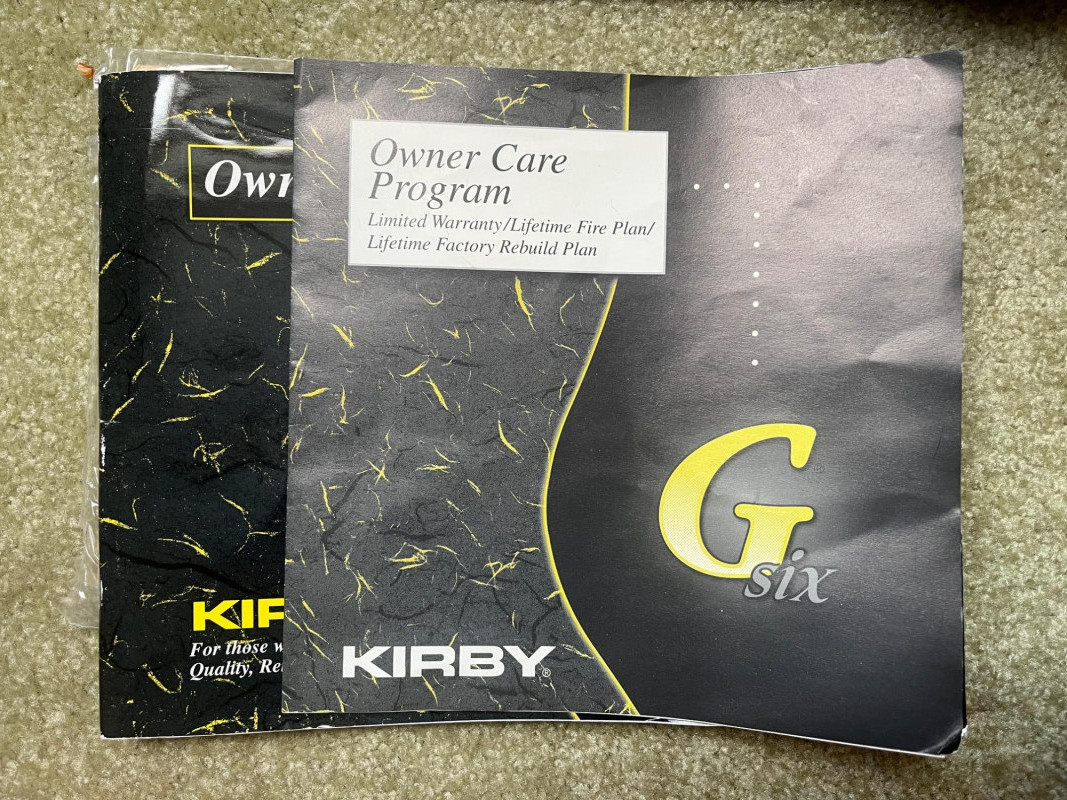 Owner Care
Program
Limited Warranty/Lifetime Fire Plan/
Lifetime Factory Rebuild Plan
G
six
KIRBY®
Own
KIR
For those w
Quality, Re